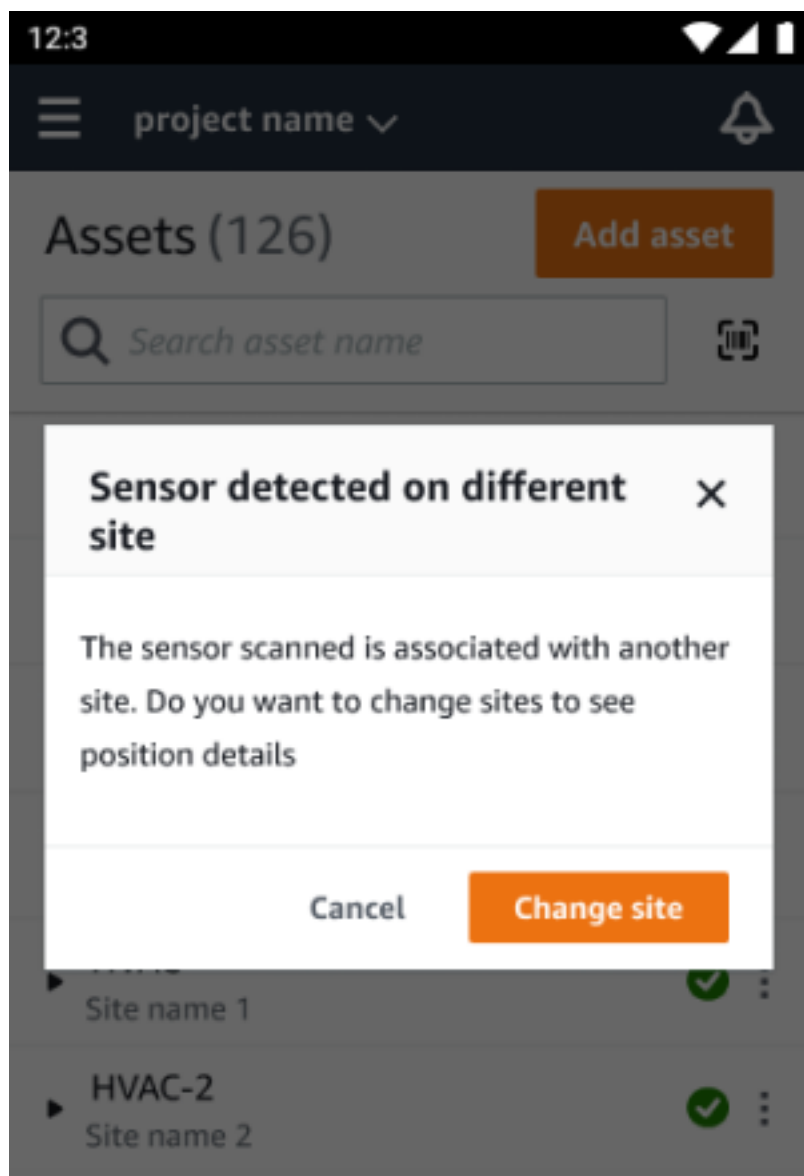 12:3
project name
Assets (126)
Add asset
Search asset name
Sensor detected on different
site
The sensor scanned is associated with another
site. Do you want to change sites to see
position details
Cancel
Change site
Site name 1
HVAC-2
Site name 2